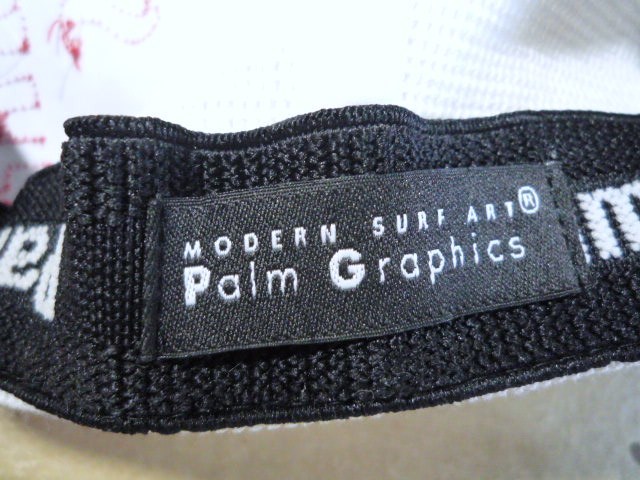 MODERN SURF ART®
Palm Graphics